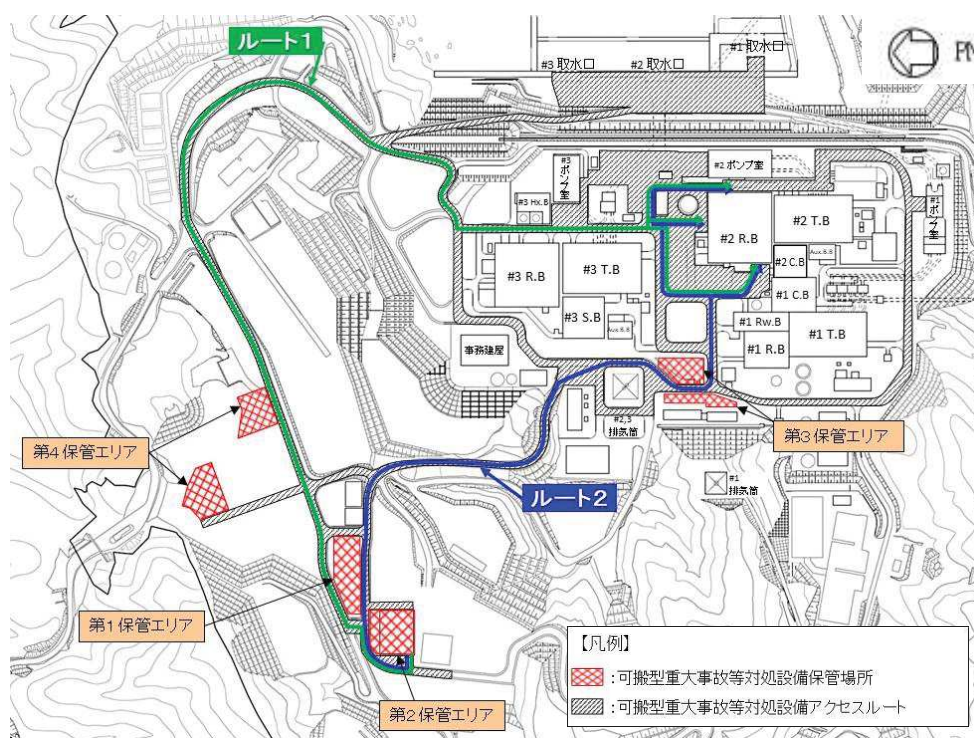 ルート1
#1取水口
#3 取水口
#2 取水口
#3
ポンプ室
#2 ポンプ室
#3 Hx.B
#1
ポンプ室
#2 T.B
#2 R.B
Aux.B.B
#2 C.B
#3 R.B
#3 T.B
#1 C.B
#3 S.B
Aux.B.B
#1 Rw.B
#1 T.B
#1 R.B
事務建屋
#2,3
排気筒
第3保管エリア
第4保管エリア
#1
排気筒
ルート2
第1保管エリア
第2保管エリア
【凡例】
:可搬型重大事故等対処設備保管場所
:可搬型重大事故等対処設備アクセスルート